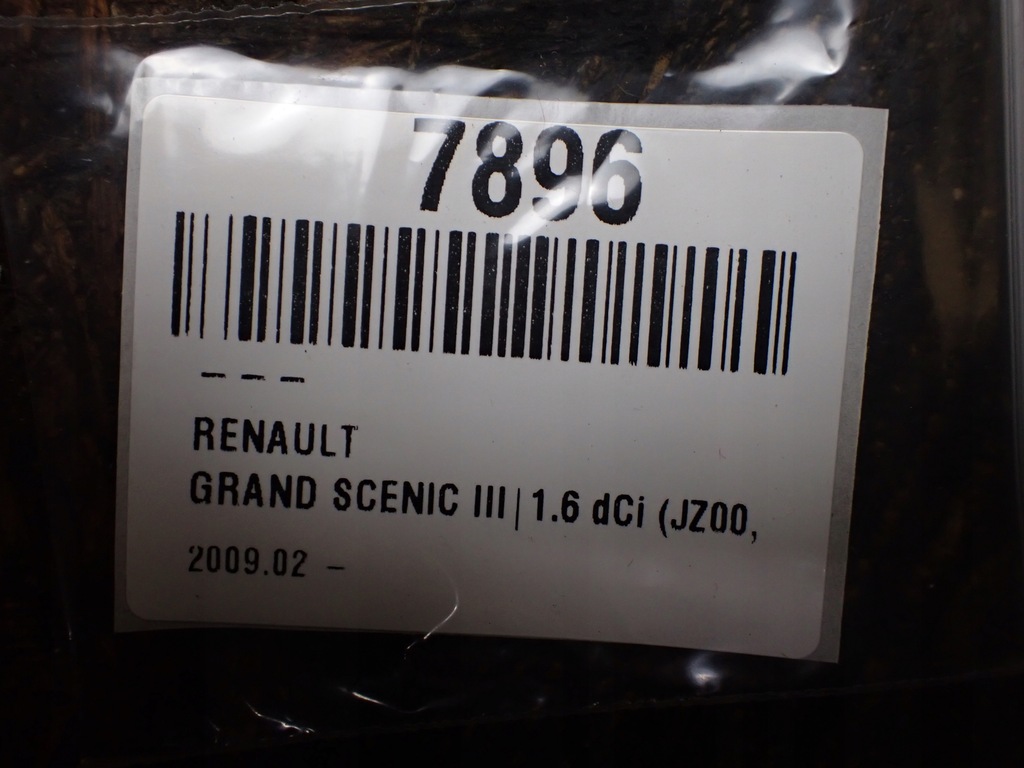 7896
– – –
RENAULT
GRAND SCENIC III | 1.6 dCi (JZ00,
2009.02 –